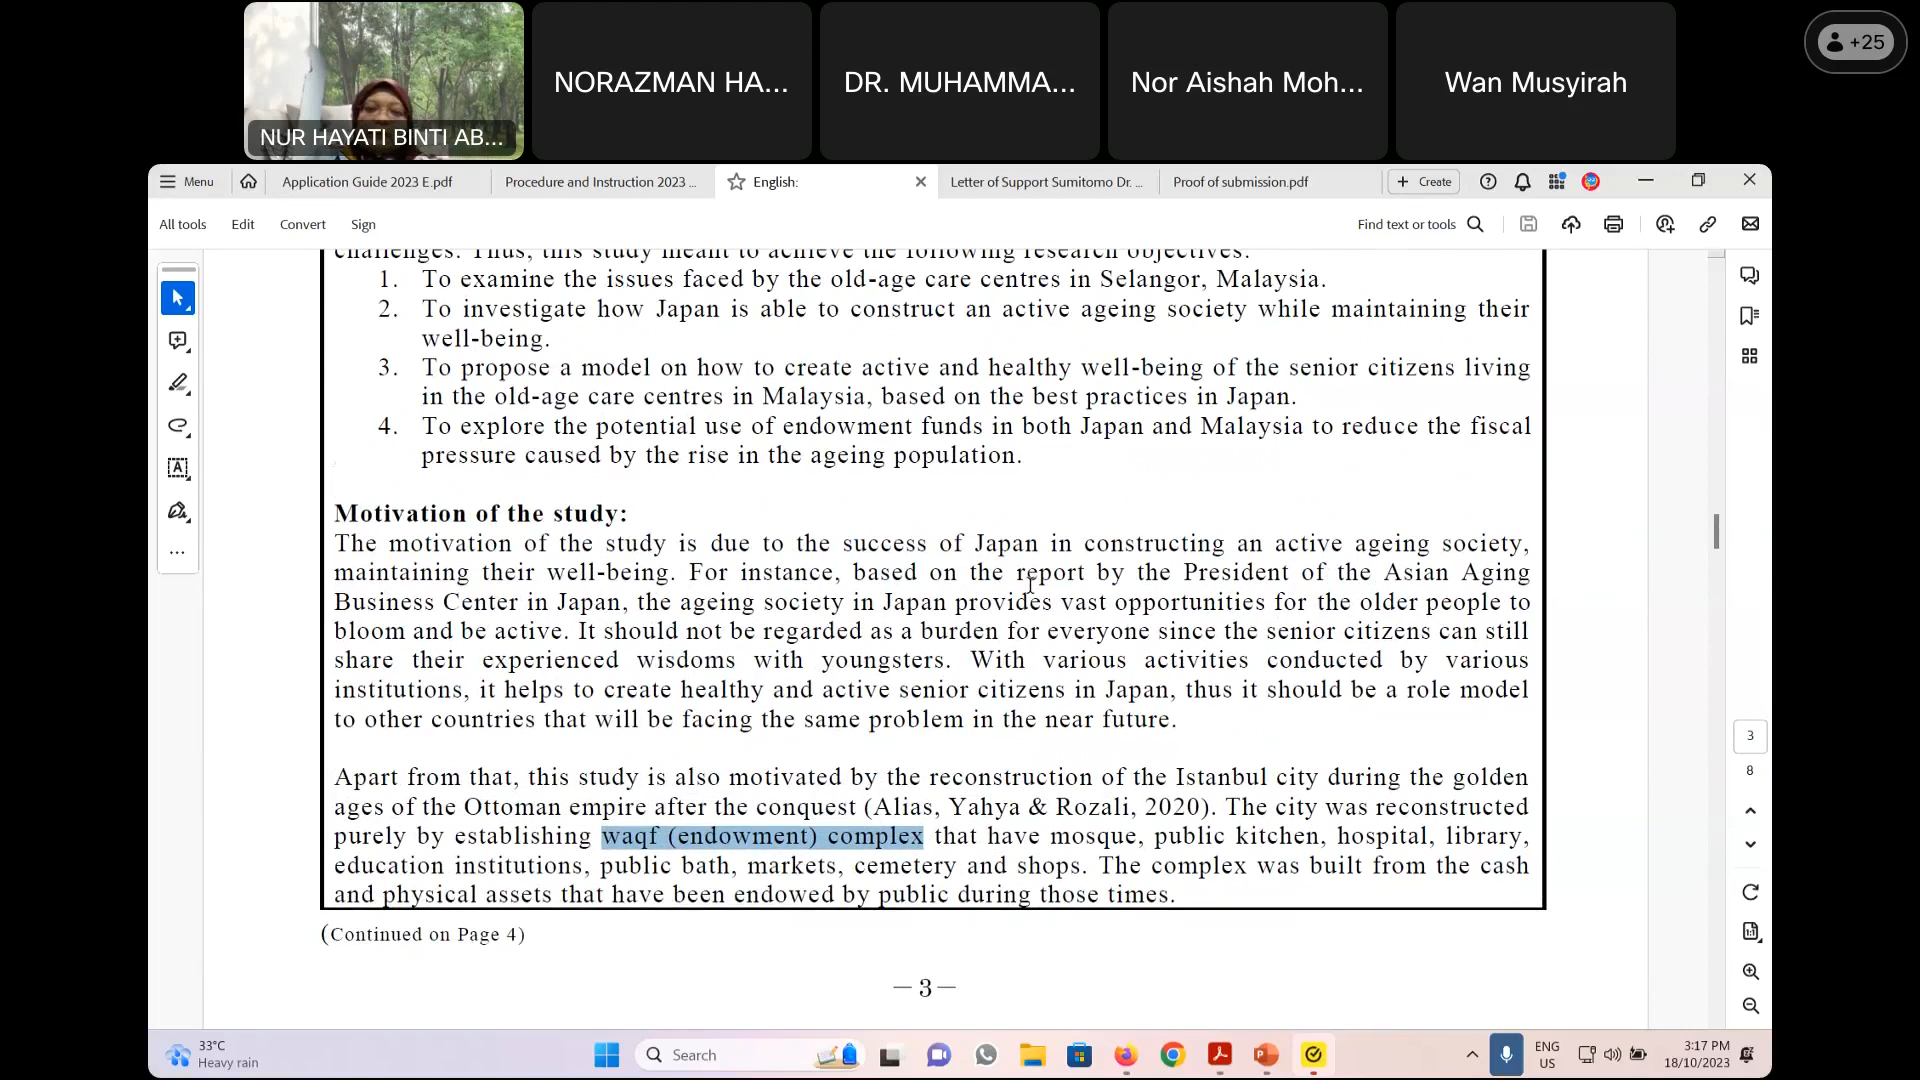 NUR HAYATI BINTI AB...
NORAZMAN HA...
DR. MUHAMMA...
Nor Aishah Moh...
Wan Musyirah
+25
Menu
Application Guide 2023 E.pdf
Procedure and Instruction 2023 ...
English:
Letter of Support Sumitomo Dr. ...
Proof of submission.pdf
Create
All tools
Edit
Convert
Sign
Find text or tools
challenges. Thus, this study meant to achieve the following research objectives.
1. To examine the issues faced by the old-age care centres in Selangor, Malaysia.
2. To investigate how Japan is able to construct an active ageing society while maintaining their
well-being.
3. To propose a model on how to create active and healthy well-being of the senior citizens living
in the old-age care centres in Malaysia, based on the best practices in Japan.
4. To explore the potential use of endowment funds in both Japan and Malaysia to reduce the fiscal
pressure caused by the rise in the ageing population.
Motivation of the study:
The motivation of the study is due to the success of Japan in constructing an active ageing society,
maintaining their well-being. For instance, based on the report by the President of the Asian Aging
Business Center in Japan, the ageing society in Japan provides vast opportunities for the older people to
bloom and be active. It should not be regarded as a burden for everyone since the senior citizens can still
share their experienced wisdoms with youngsters. With various activities conducted by various
institutions, it helps to create healthy and active senior citizens in Japan, thus it should be a role model
to other countries that will be facing the same problem in the near future.
Apart from that, this study is also motivated by the reconstruction of the Istanbul city during the golden
ages of the Ottoman empire after the conquest (Alias, Yahya & Rozali, 2020). The city was reconstructed
purely by establishing waqf (endowment) complex that have mosque, public kitchen, hospital, library,
education institutions, public bath, markets, cemetery and shops. The complex was built from the cash
and physical assets that have been endowed by public during those times.
(Continued on Page 4)
—3—
3
8
33°C
Heavy rain
Search
ENG
US
3:17 PM
18/10/2023